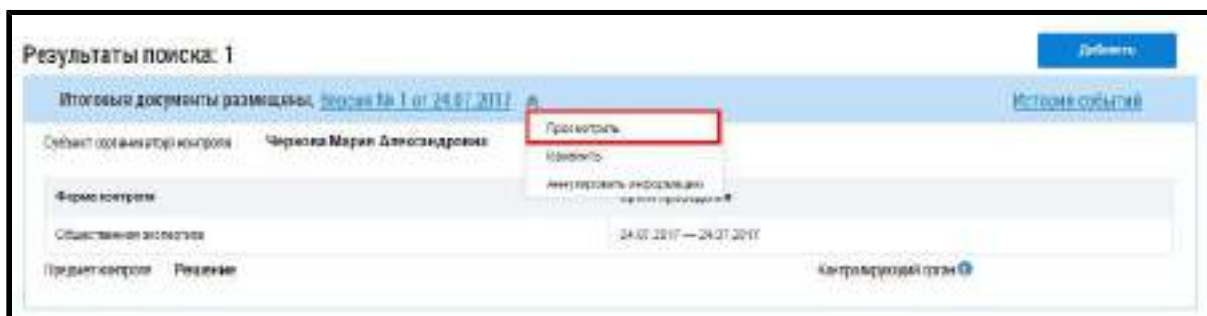 Результаты поиска: 1
Добавить
Итоговые документы размещены, Версия № 1 от 24.07.2017
История событий
Просмотреть
Субъект (организатор) контроля Чернова Мария Александровна
Изменить
Аннулировать информацию
Форма контроля
Общественная экспертиза 24.07.2017 — 24.07.2017
Предмет контроля Решение Контролирующий орган